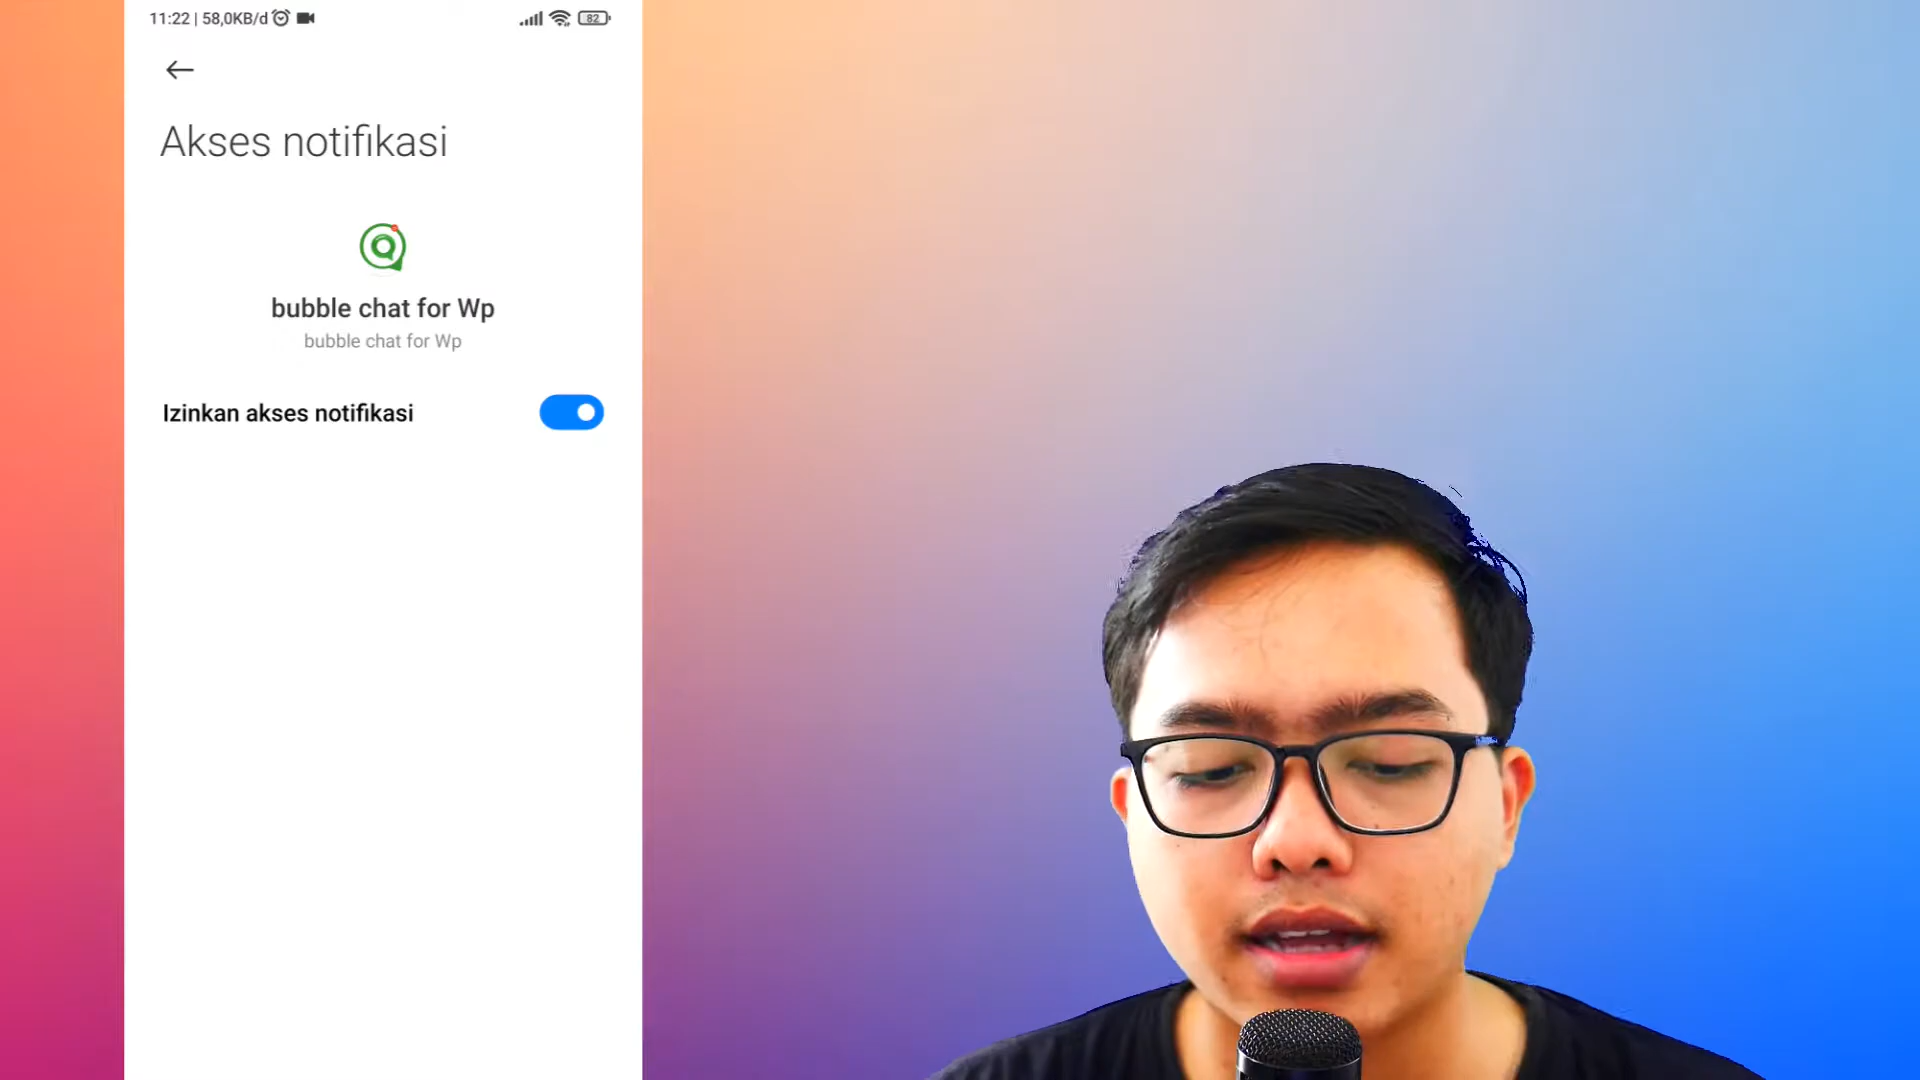 11:22 | 58,0KB/d
82
Akses notifikasi
bubble chat for Wp
bubble chat for Wp
Izinkan akses notifikasi